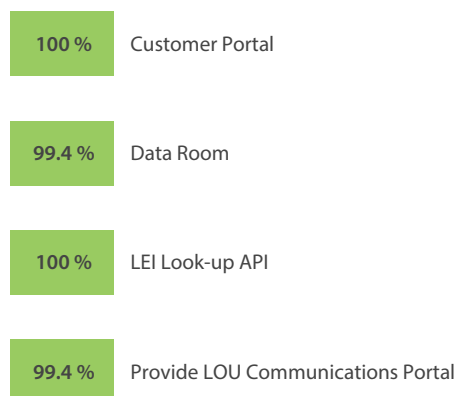 100 % Customer Portal
99.4 % Data Room
100 % LEI Look-up API
99.4 % Provide LOU Communications Portal